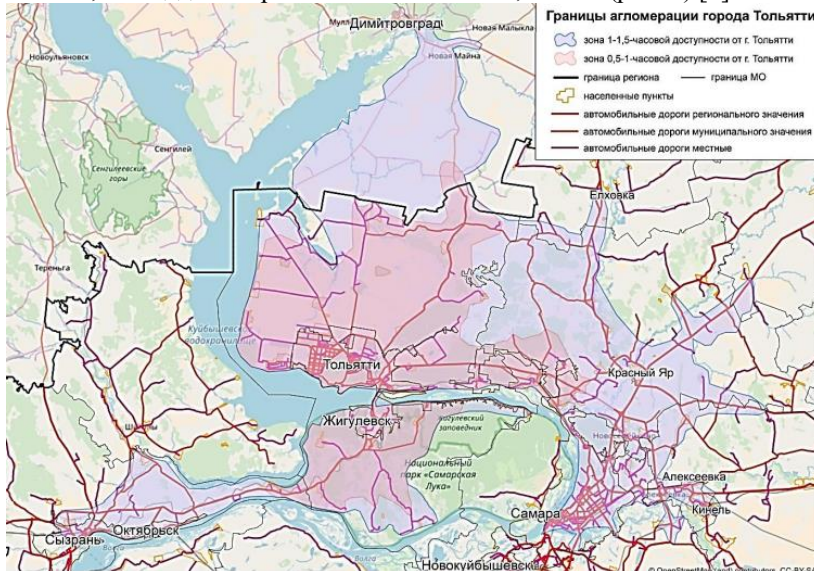 Димитровград
Новая Малыкла
Новая Майна
Новоульяновск
Сенгилей
Сенгилеевские
горы
Тереньга
Границы агломерации города Тольятти
зона 1-1,5-часовой доступности от г. Тольятти
зона 0,5-1-часовой доступности от г. Тольятти
граница региона
граница МО
населенные пункты
автомобильные дороги регионального значения
автомобильные дороги муниципального значения
автомобильные дороги местные
Елховка
Тольятти
Красный Яр
Жигулевск
заповедник
Национальный
парк «Самарская
Лука»
Алексеевка
Кинель
Самара
Октябрьск
Сызрань
Волга
Новокуйбышевск